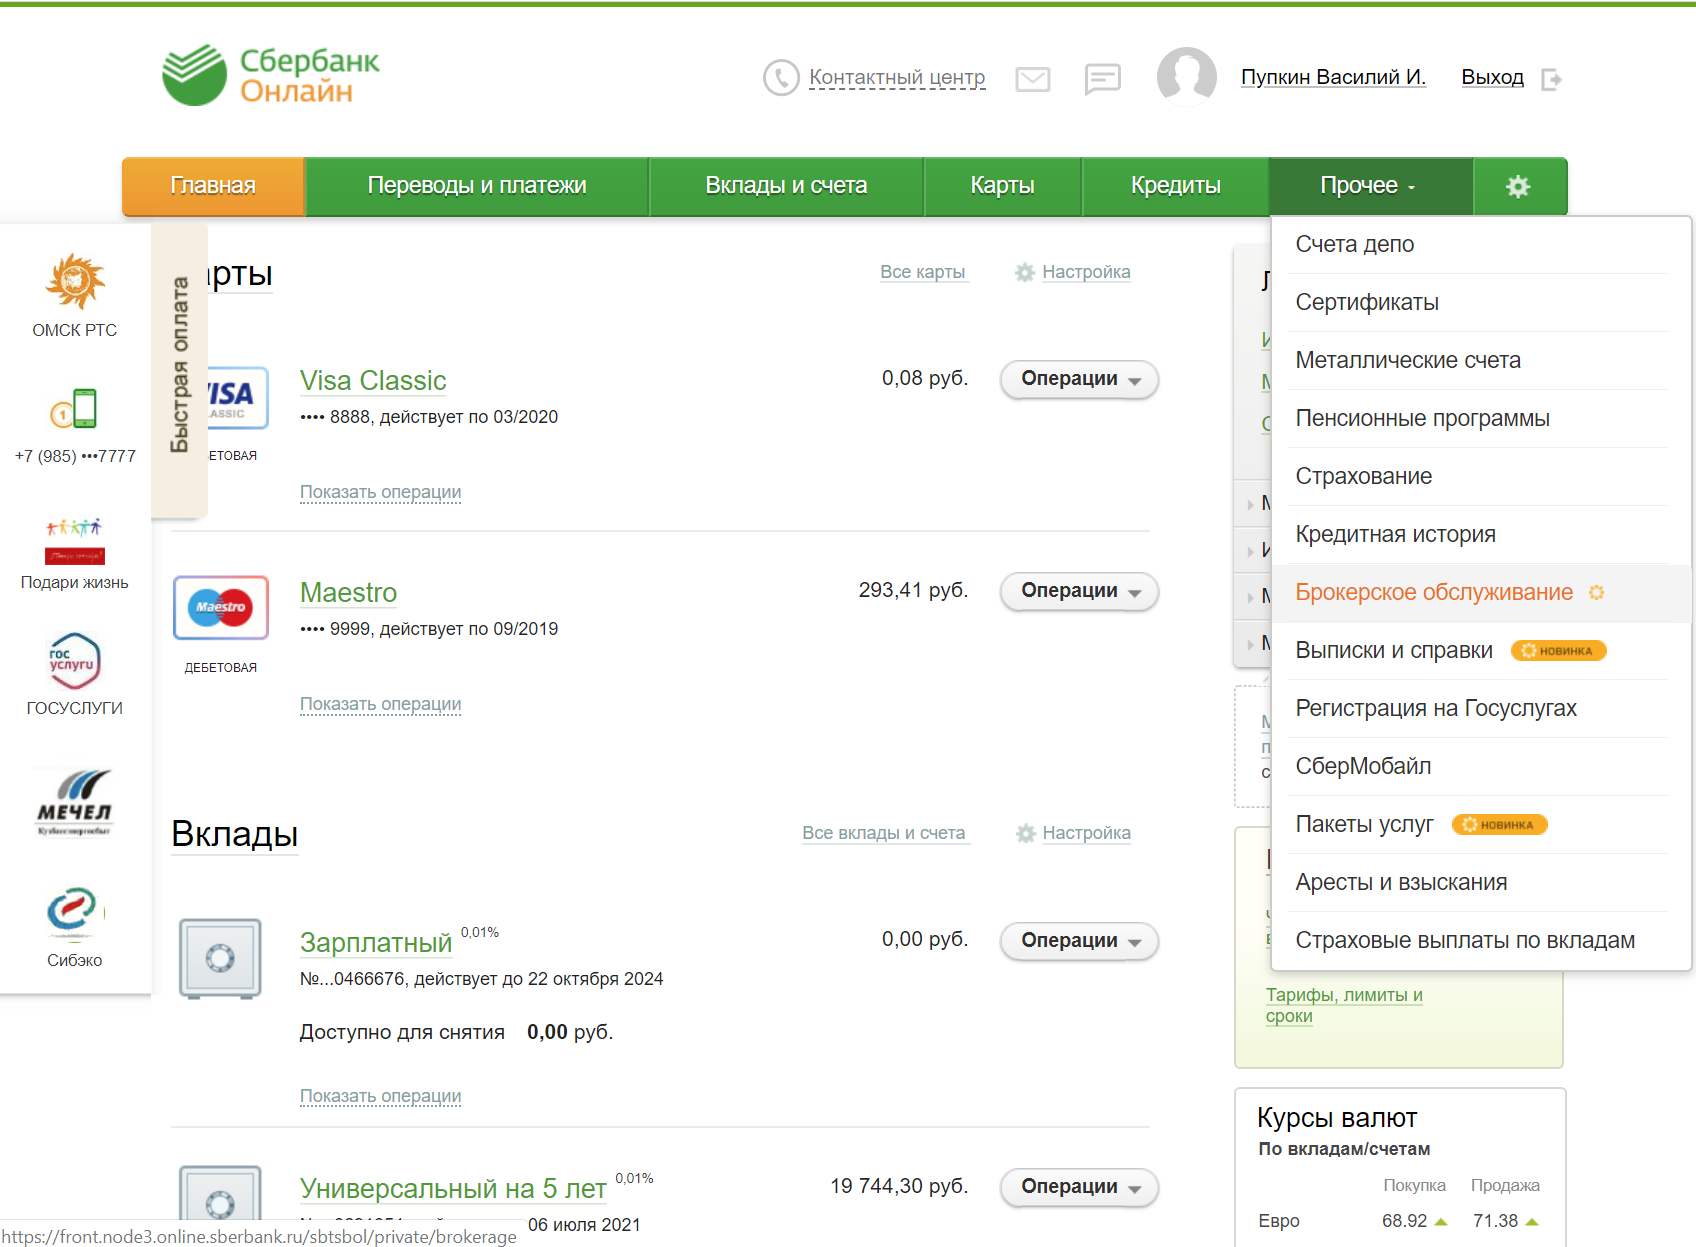 Сбербанк
Онлайн
Контактный центр
Пупкин Василий И.
Выход
Главная
Переводы и платежи
Вклады и счета
Карты
Кредиты
Прочее
Быстрая оплата
ОМСК РТС
+7 (985) •••7777
Подари жизнь
гос
услуги
ГОСУСЛУГИ
МЕЧЕЛ
Кузбассэнергосбыт
Сибэко
арты
Все карты
Настройка
VISA
ASSIC
ЕТОВАЯ
Visa Classic
•••• 8888, действует по 03/2020
0,08 руб.
Операции
Показать операции
Maestro
ДЕБЕТОВАЯ
Maestro
•••• 9999, действует по 09/2019
293,41 руб.
Операции
Показать операции
Вклады
Все вклады и счета
Настройка
Зарплатный 0,01%
№...0466676, действует до 22 октября 2024
0,00 руб.
Операции
Доступно для снятия 0,00 руб.
Показать операции
Универсальный на 5 лет 0,01%
06 июля 2021
19 744,30 руб.
Операции
Счета депо
Сертификаты
Металлические счета
Пенсионные программы
Страхование
Кредитная история
Брокерское обслуживание
Выписки и справки НОВИНКА
Регистрация на Госуслугах
СберМобайл
Пакеты услуг НОВИНКА
Аресты и взыскания
Страховые выплаты по вкладам
Тарифы, лимиты и
сроки
Курсы валют
По вкладам/счетам
Покупка Продажа
Евро 68.92 71.38
https://front.node3.online.sberbank.ru/sbtsbol/private/brokerage